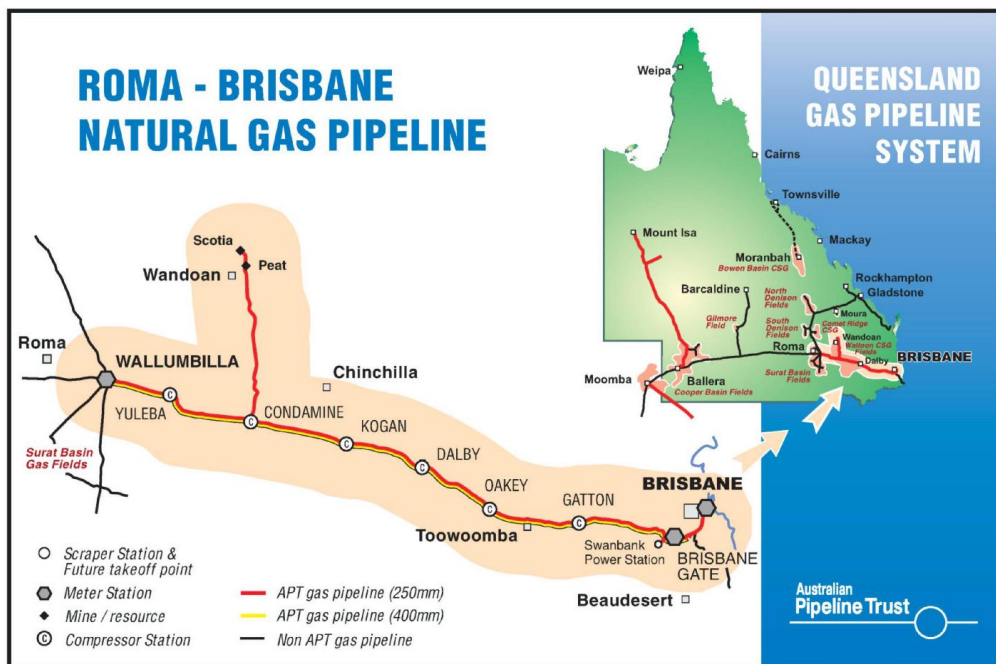 ROMA - BRISBANE
NATURAL GAS PIPELINE
QUEENSLAND
GAS PIPELINE
SYSTEM
Weipa
Cairns
Townsville
Mount Isa
Mackay
Moranbah
Bowen Basin CSG
Rockhampton
Gladstone
Barcaldine
North
Denison
Fields
Moura
Gilmore
Field
South
Denison
Fields
Comet Ridge
CSG
Wandoan
Walloon CSG
Fields
Roma
Dalby
BRISBANE
Surat Basin
Fields
Moomba
Ballera
Cooper Basin Fields
Scotia
Peat
Wandoan
Roma
WALLUMBILLA
Chinchilla
YULEBA
CONDAMINE
KOGAN
DALBY
OAKEY
GATTON
BRISBANE
Surat Basin
Gas Fields
Toowoomba
Swanbank
Power Station
BRISBANE
GATE
Beaudesert
Scraper Station &
Future takeoff point
Meter Station
Mine / resource
C Compressor Station
APT gas pipeline (250mm)
APT gas pipeline (400mm)
Non APT gas pipeline
Australian
Pipeline Trust